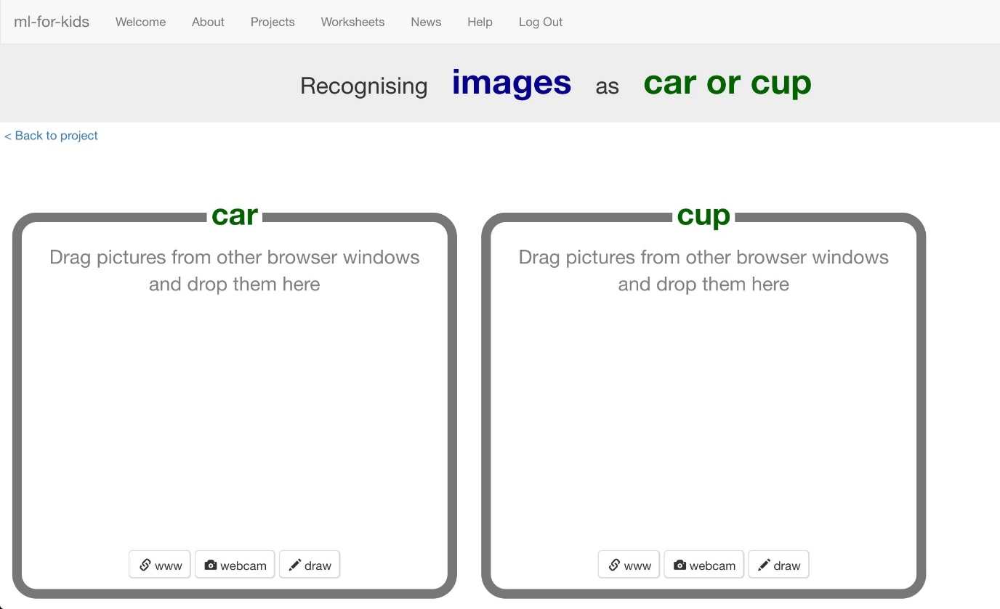 ml-for-kids Welcome About Projects Worksheets News Help Log Out
Recognising images as car or cup
< Back to project
car
Drag pictures from other browser windows
and drop them here
www webcam draw
cup
Drag pictures from other browser windows
and drop them here
www webcam draw